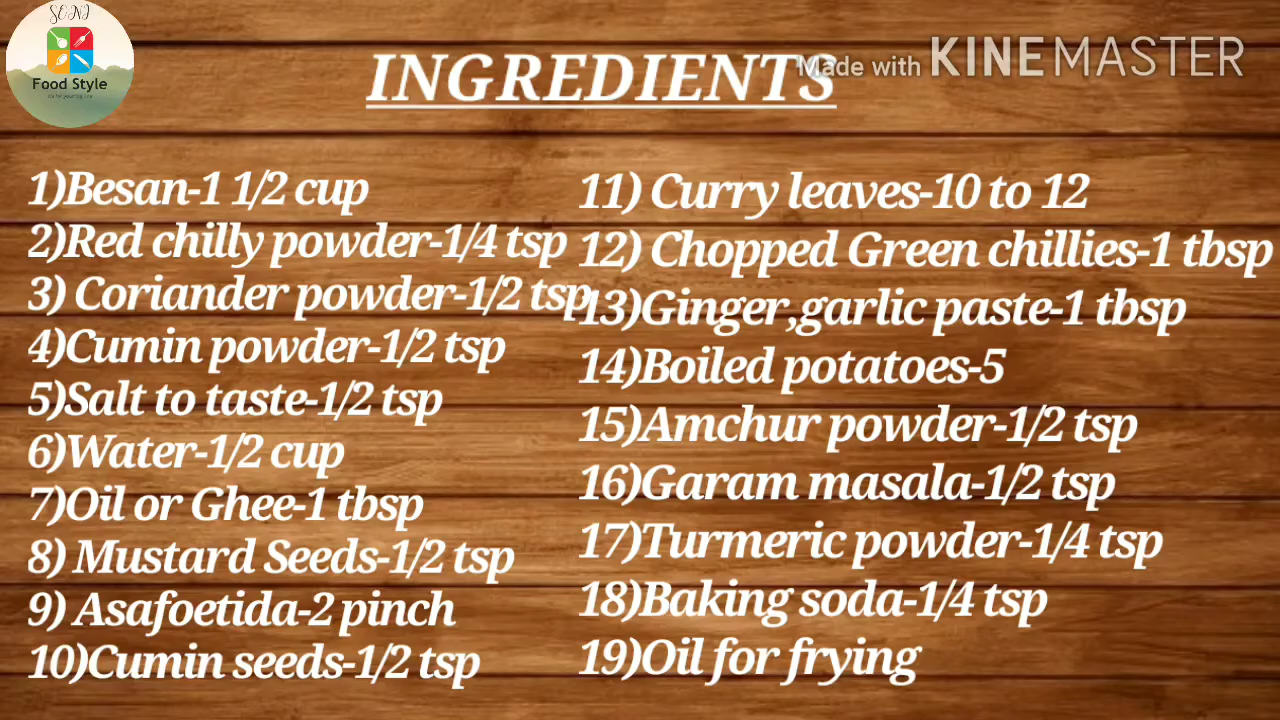 SENI
Food Style
INGREDIENTS
Made with KINEMASTER
1)Besan-1 1/2 cup
2)Red chilly powder-1/4 tsp
3) Coriander powder-1/2 tsp
4)Cumin powder-1/2 tsp
5)Salt to taste-1/2 tsp
6)Water-1/2 cup
7)Oil or Ghee-1 tbsp
8) Mustard Seeds-1/2 tsp
9) Asafoetida-2 pinch
10)Cumin seeds-1/2 tsp
11) Curry leaves-10 to 12
12) Chopped Green chillies-1 tbsp
13)Ginger,garlic paste-1 tbsp
14)Boiled potatoes-5
15)Amchur powder-1/2 tsp
16)Garam masala-1/2 tsp
17)Turmeric powder-1/4 tsp
18)Baking soda-1/4 tsp
19)Oil for frying